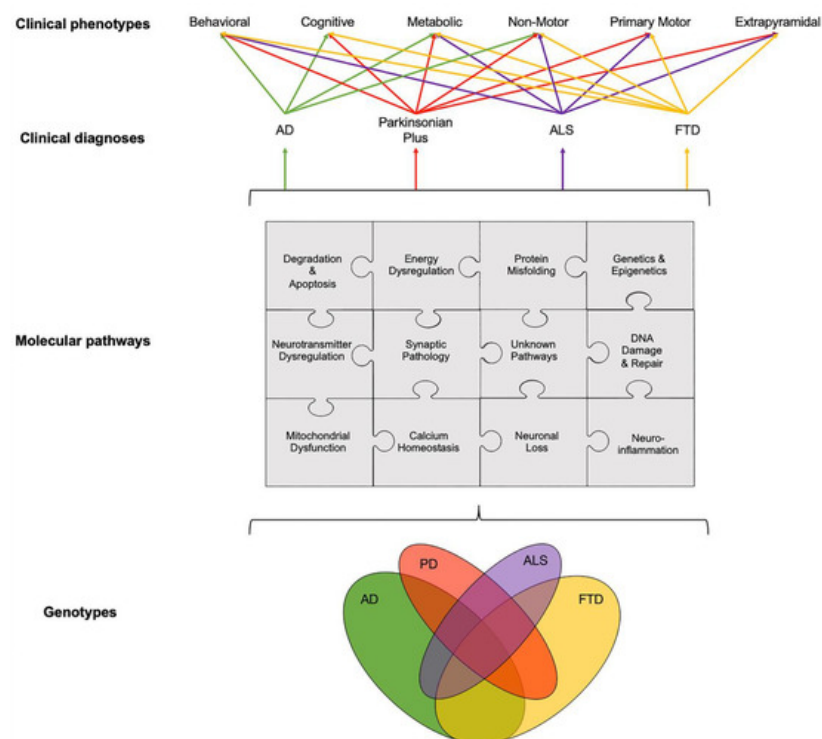 Clinical phenotypes
Behavioral
Cognitive
Metabolic
Non-Motor
Primary Motor
Extrapyramidal
Clinical diagnoses
AD
Parkinsonian
Plus
ALS
FTD
Molecular pathways
Degradation
&
Apoptosis
Energy
Dysregulation
Protein
Misfolding
Genetics &
Epigenetics
Neurotransmitter
Dysregulation
Synaptic
Pathology
Unknown
Pathways
DNA
Damage
& Repair
Mitochondrial
Dysfunction
Calcium
Homeostasis
Neuronal
Loss
Neuro-
inflammation
Genotypes
AD
PD
ALS
FTD